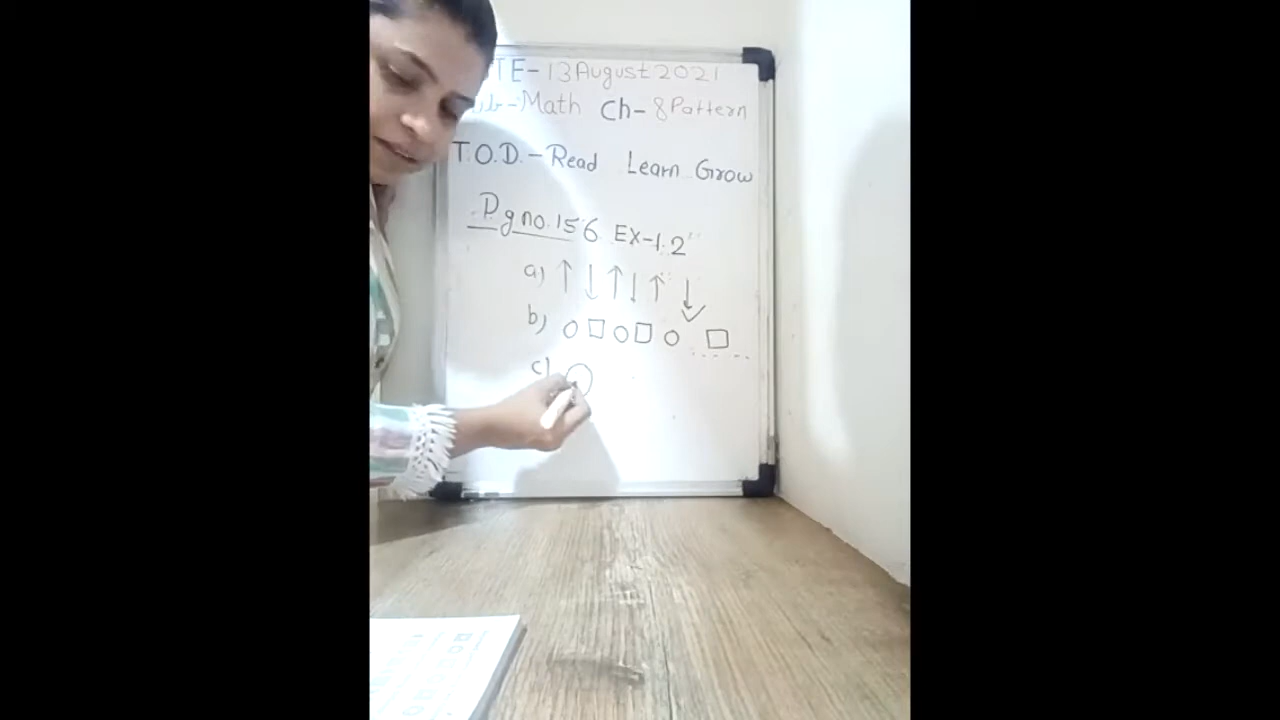 TE-13 August 2021
-Math Ch-8 Pattern
T.O.D.-Read Learn Grow
Pg no.156 EX-1.2
a) ↑ ↓ ↑ ↓ ↑ ↓
b) ○ □ ○ □ ○ □
c) ○